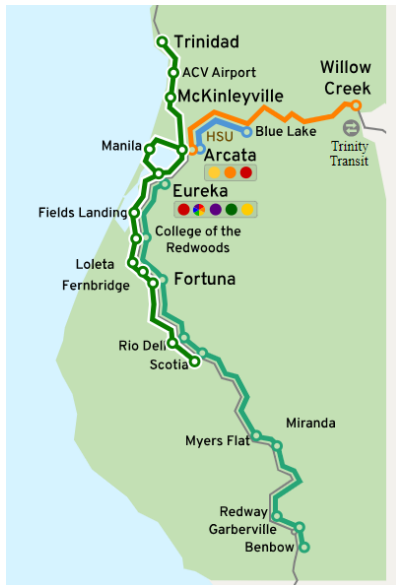 Trinidad
ACV Airport
McKinleyville
Willow
Creek
HSU
Blue Lake
Manila
Arcata
Trinity
Transit
Eureka
Fields Landing
College of the
Redwoods
Loleta
Fernbridge
Fortuna
Rio Dell
Scotia
Miranda
Myers Flat
Redway
Garberville
Benbow